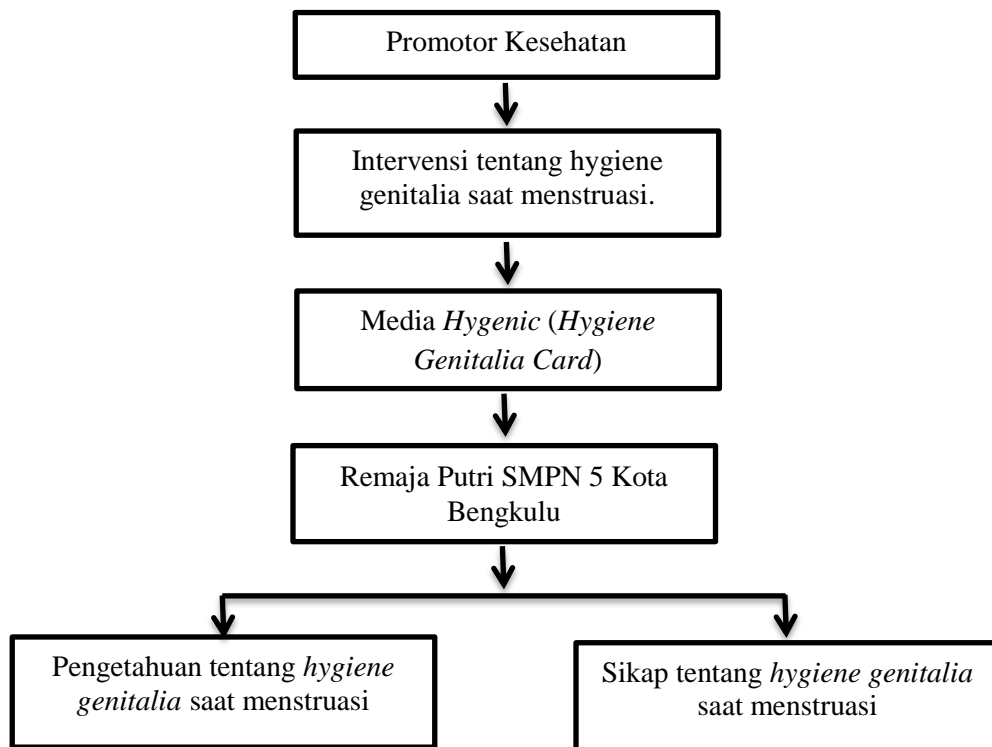 Promotor Kesehatan
Intervensi tentang hygiene
genitalia saat menstruasi.
Media Hygenic (Hygiene
Genitalia Card)
Remaja Putri SMPN 5 Kota
Bengkulu
Pengetahuan tentang hygiene
genitalia saat menstruasi
Sikap tentang hygiene genitalia
saat menstruasi